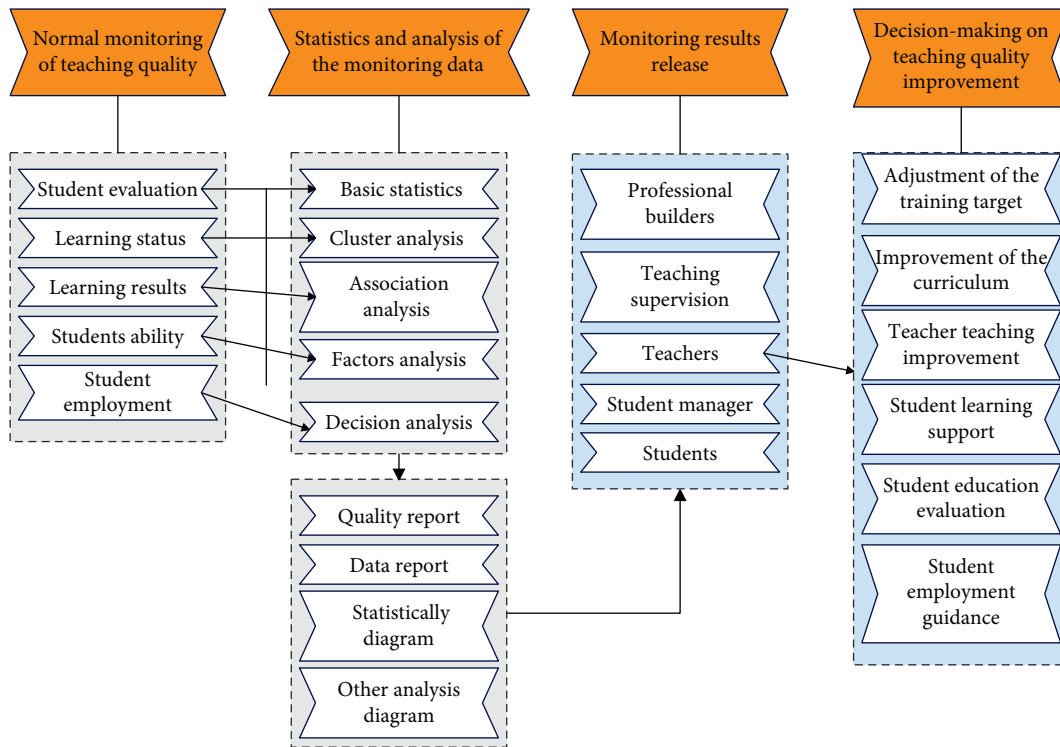 Normal monitoring
of teaching quality
Statistics and analysis of
the monitoring data
Monitoring results
release
Decision-making on
teaching quality
improvement
Student evaluation
Learning status
Learning results
Students ability
Student
employment
Basic statistics
Cluster analysis
Association
analysis
Factors analysis
Decision analysis
Quality report
Data report
Statistically
diagram
Other analysis
diagram
Professional
builders
Teaching
supervision
Teachers
Student manager
Students
Adjustment of the
training target
Improvement of the
curriculum
Teacher teaching
improvement
Student learning
support
Student education
evaluation
Student
employment
guidance